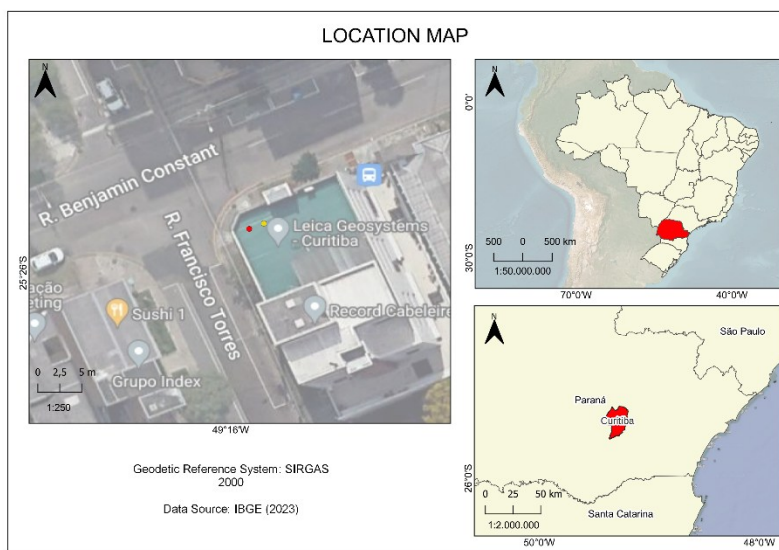 LOCATION MAP
N
R. Benjamin Constant
R. Francisco Torres
Leica Geosystems
- Curitiba
Record Cabeleire
ação
eting
Sushi 1
Grupo Index
0 2,5 5 m
1:250
25°26'S
49°16'W
Geodetic Reference System: SIRGAS
2000
Data Source: IBGE (2023)
N
0°0'
30°0'S
500 0 500 km
1:50.000.000
70°0'W 40°0'W
N
São Paulo
Paraná
Curitiba
26°0'S
0 25 50 km
1:2.000.000
Santa Catarina
50°0'W 48°0'W